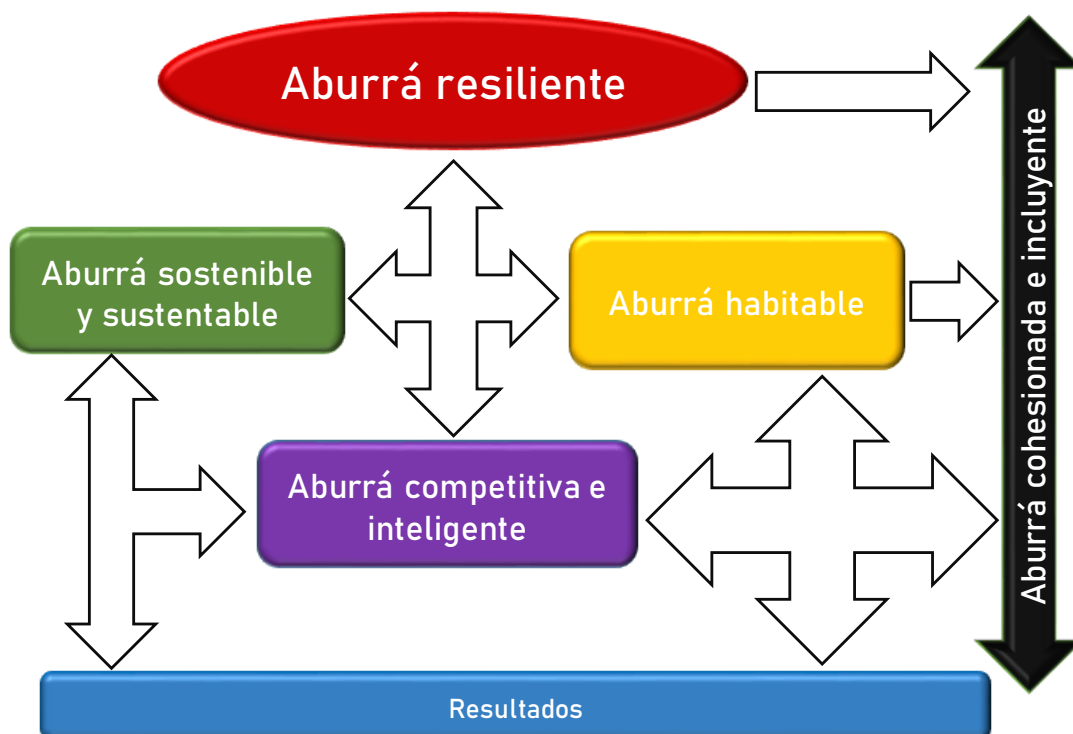 Aburrá resiliente
Aburrá sostenible
y sustentable
Aburrá habitable
Aburrá competitiva e
inteligente
Aburrá cohesionada e incluyente
Resultados